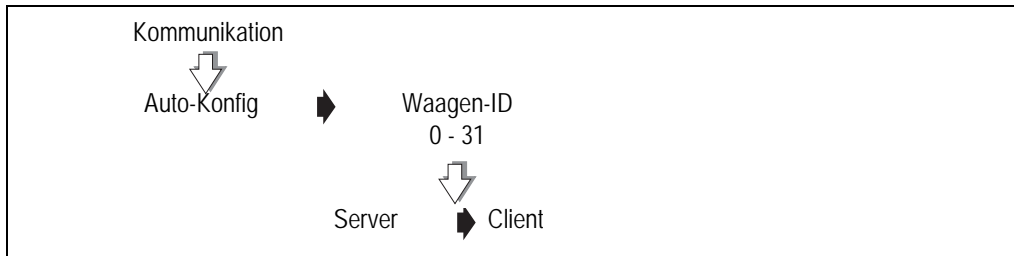 Kommunikation
Auto-Konfig Waagen-ID
0 - 31
Server Client